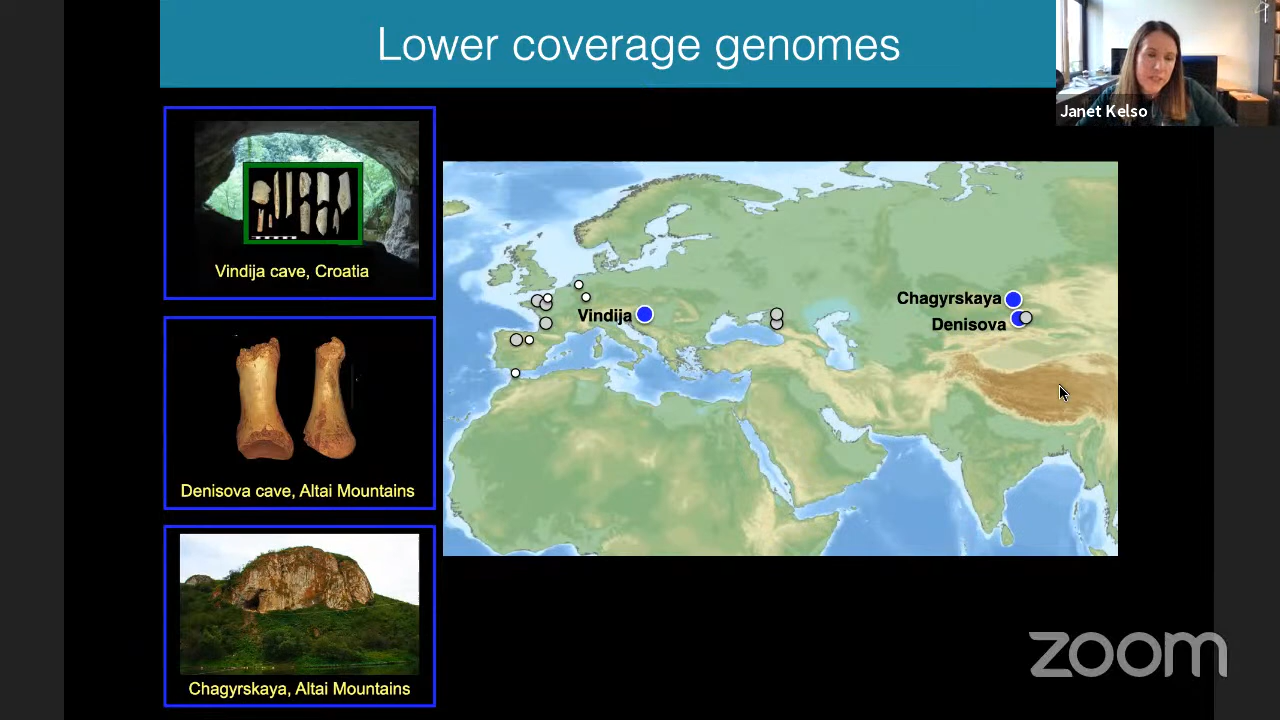 Lower coverage genomes
Janet Kelso
Vindija cave, Croatia
Chagyrskaya
Vindija
Denisova
Denisova cave, Altai Mountains
Chagyrskaya, Altai Mountains
zoom